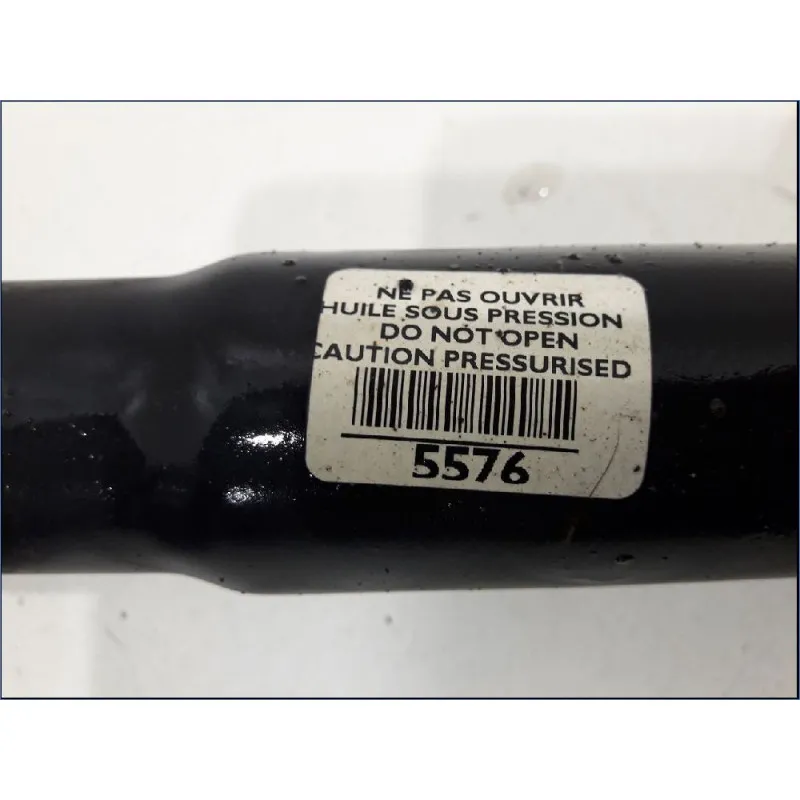 NE PAS OUVRIR
HUILE SOUS PRESSION
DO NOT OPEN
CAUTION PRESSURISED
5576